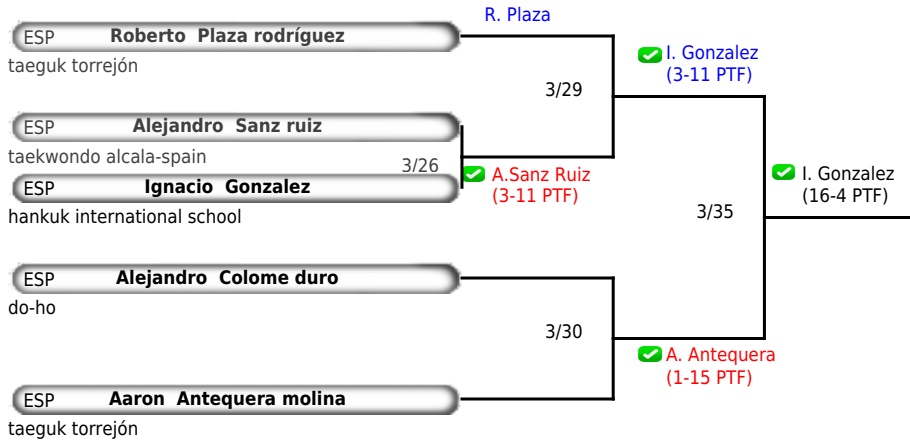 R. Plaza
ESP Roberto Plaza rodríguez
taeguk torrejón
I. Gonzalez
(3-11 PTF)
3/29
ESP Alejandro Sanz ruiz
taekwondo alcala-spain
3/26
ESP Ignacio Gonzalez
hankuk international school
A.Sanz Ruiz
(3-11 PTF)
I. Gonzalez
(16-4 PTF)
3/35
ESP Alejandro Colome duro
do-ho
3/30
A. Antequera
(1-15 PTF)
ESP Aaron Antequera molina
taeguk torrejón